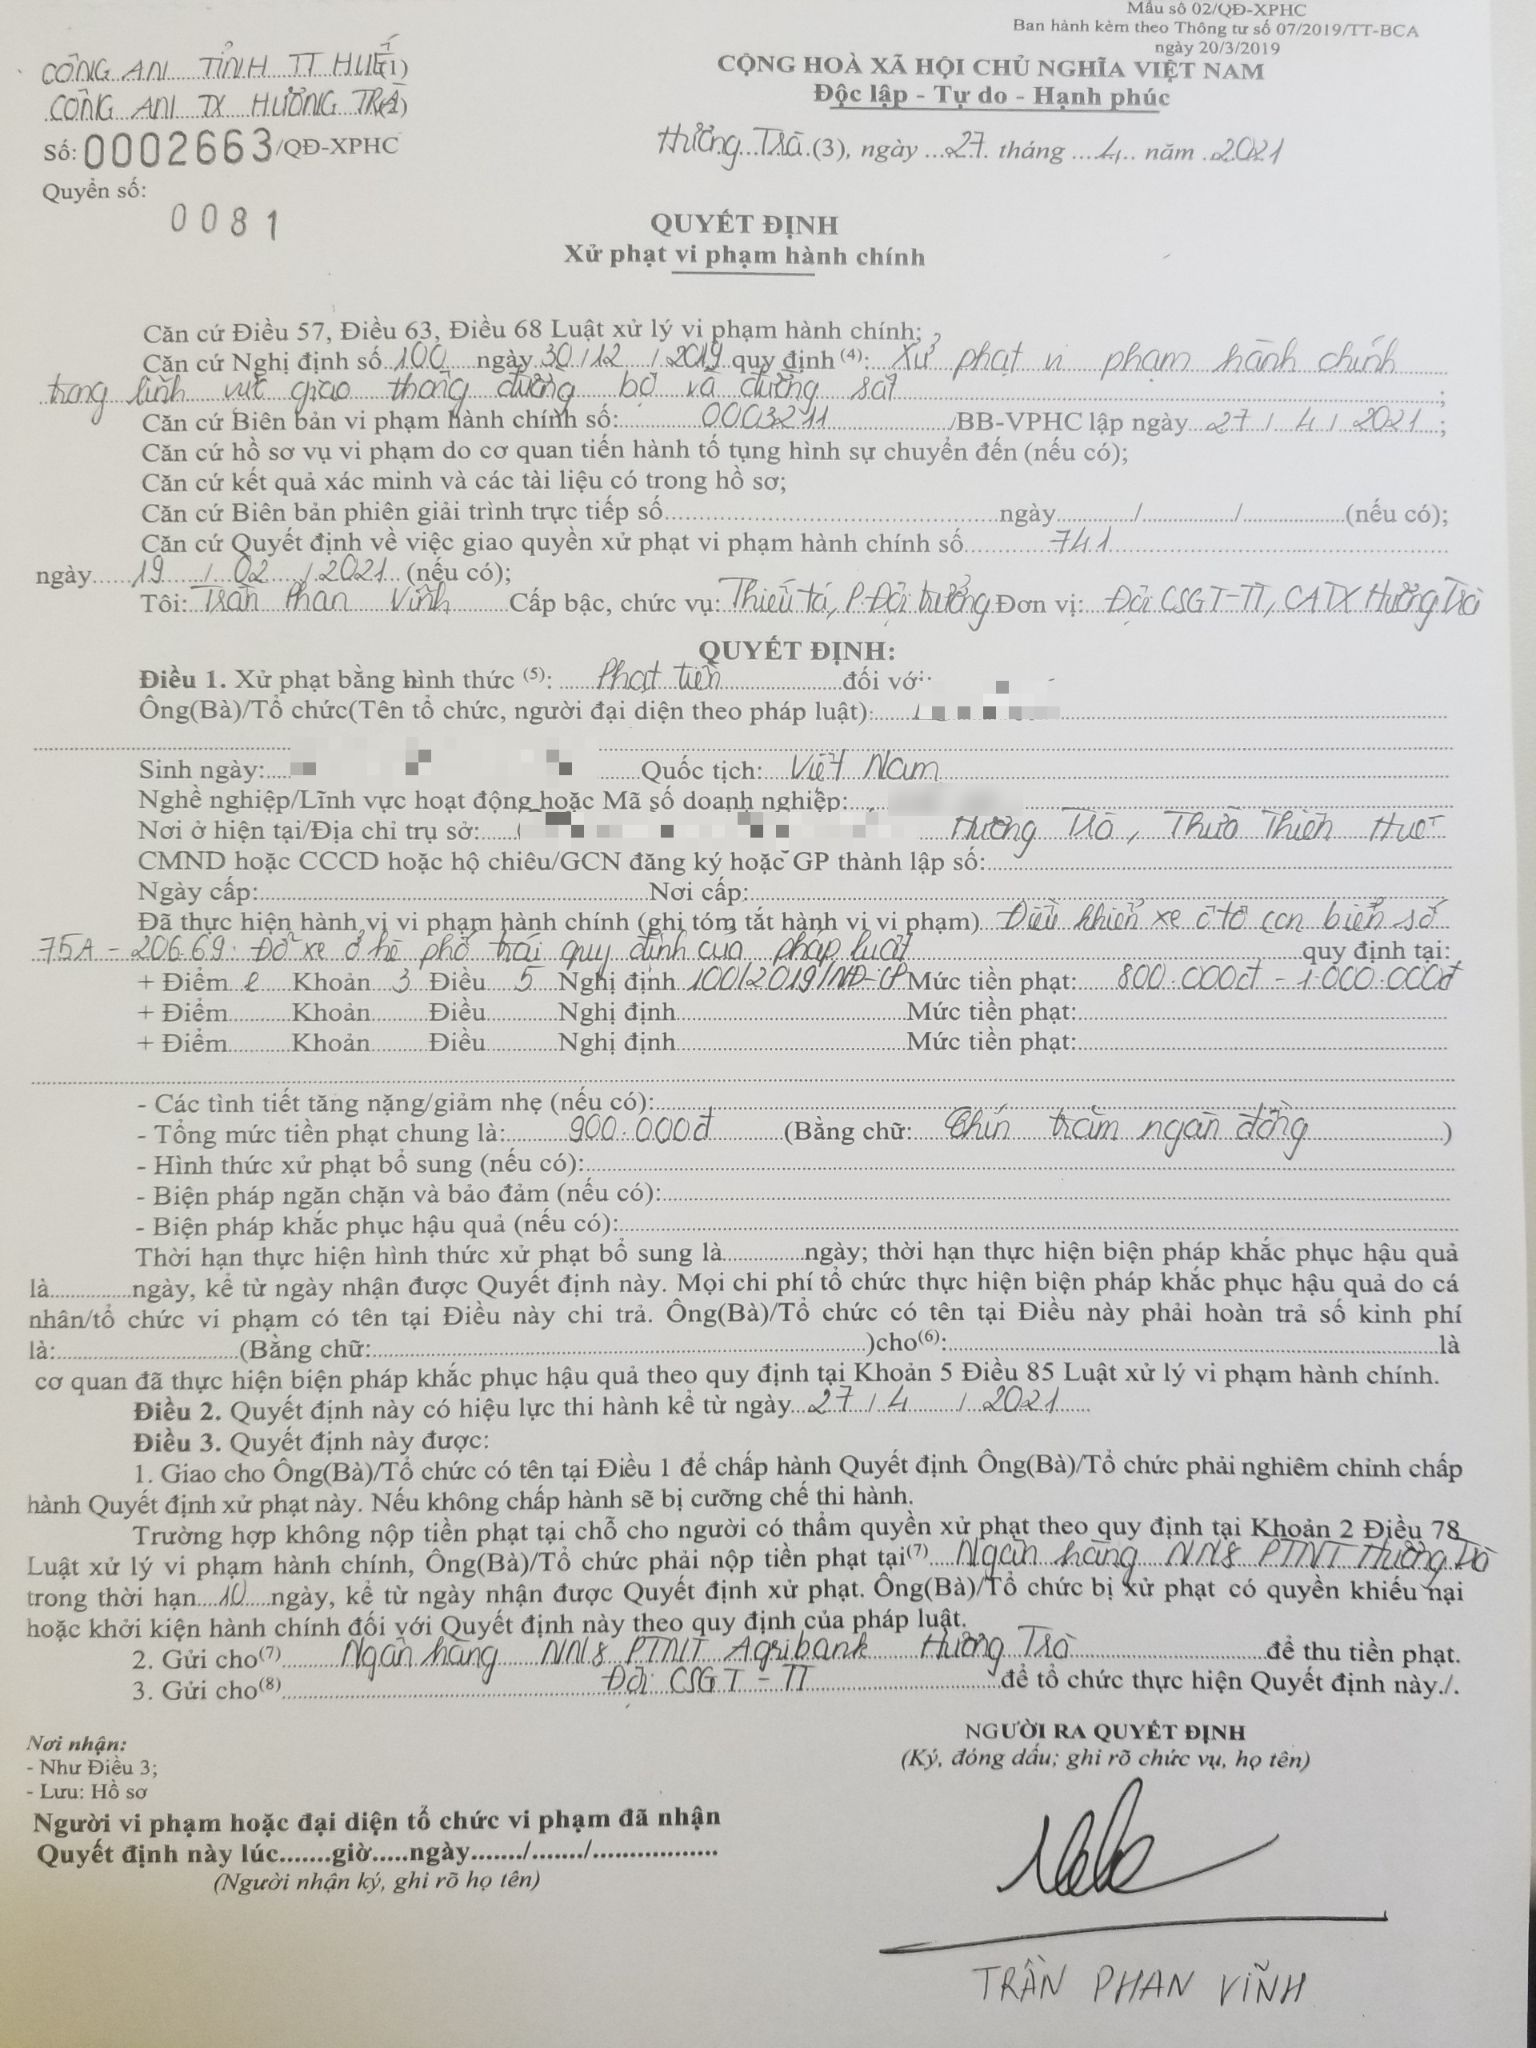 Mẫu số 02/QĐ-XPHC
Ban hành kèm theo Thông tư số 07/2019/TT-BCA
ngày 20/3/2019
CÔNG AN TỈNH TT HUẾ(1)
CÔNG AN TX HƯƠNG TRÀ(2)
Số: 0002663/QĐ-XPHC
Quyển số:
0081
CỘNG HOÀ XÃ HỘI CHỦ NGHĨA VIỆT NAM
Độc lập - Tự do - Hạnh phúc
Hương Trà (3), ngày 27 tháng 4 năm 2021
QUYẾT ĐỊNH
Xử phạt vi phạm hành chính
Căn cứ Điều 57, Điều 63, Điều 68 Luật xử lý vi phạm hành chính;
Căn cứ Nghị định số 100 ngày 30/12/2019 quy định (4): Xử phạt vi phạm hành chính
trong lĩnh vực giao thông đường bộ và đường sắt;
Căn cứ Biên bản vi phạm hành chính số: 0003211/BB-VPHC lập ngày 27/4/2021;
Căn cứ hồ sơ vụ vi phạm do cơ quan tiến hành tố tụng hình sự chuyển đến (nếu có);
Căn cứ kết quả xác minh và các tài liệu có trong hồ sơ;
Căn cứ Biên bản phiên giải trình trực tiếp số............ngày......../......../........(nếu có);
Căn cứ Quyết định về việc giao quyền xử phạt vi phạm hành chính số 741
ngày 19/02/2021 (nếu có);
Tôi: Trần Phan Vĩnh Cấp bậc, chức vụ: Thiếu tá, P.Đội trưởng Đơn vị: Đội CSGT-TT, CATX Hương Trà
QUYẾT ĐỊNH:
Điều 1. Xử phạt bằng hình thức (5): Phạt tiền đối với:
Ông(Bà)/Tổ chức(Tên tổ chức, người đại diện theo pháp luật):
Sinh ngày: Quốc tịch: Việt Nam
Nghề nghiệp/Lĩnh vực hoạt động hoặc Mã số doanh nghiệp:
Nơi ở hiện tại/Địa chỉ trụ sở: Hương Trà, Thừa Thiên Huế
CMND hoặc CCCD hoặc hộ chiếu/GCN đăng ký hoặc GP thành lập số:
Ngày cấp: Nơi cấp:
Đã thực hiện hành vi vi phạm hành chính (ghi tóm tắt hành vi vi phạm) Điều khiển xe ô tô con biển số
75A - 206.69: Đỗ xe ở hè phố trái quy định của pháp luật quy định tại:
+ Điểm e Khoản 3 Điều 5 Nghị định 100/2019/NĐ-CP Mức tiền phạt: 800.000đ - 1.000.000đ
+ Điểm Khoản Điều Nghị định Mức tiền phạt:
+ Điểm Khoản Điều Nghị định Mức tiền phạt:
- Các tình tiết tăng nặng/giảm nhẹ (nếu có):
- Tổng mức tiền phạt chung là: 900.000đ (Bằng chữ: Chín trăm ngàn đồng)
- Hình thức xử phạt bổ sung (nếu có):
- Biện pháp ngăn chặn và bảo đảm (nếu có):
- Biện pháp khắc phục hậu quả (nếu có):
Thời hạn thực hiện hình thức xử phạt bổ sung là............ngày; thời hạn thực hiện biện pháp khắc phục hậu quả
là............ngày, kể từ ngày nhận được Quyết định này. Mọi chi phí tổ chức thực hiện biện pháp khắc phục hậu quả do cá
nhân/tổ chức vi phạm có tên tại Điều này chi trả. Ông(Bà)/Tổ chức có tên tại Điều này phải hoàn trả số kinh phí
là:............(Bằng chữ:............)cho(6):............là
cơ quan đã thực hiện biện pháp khắc phục hậu quả theo quy định tại Khoản 5 Điều 85 Luật xử lý vi phạm hành chính.
Điều 2. Quyết định này có hiệu lực thi hành kể từ ngày 27/4/2021
Điều 3. Quyết định này được:
1. Giao cho Ông(Bà)/Tổ chức có tên tại Điều 1 để chấp hành Quyết định Ông(Bà)/Tổ chức phải nghiêm chỉnh chấp
hành Quyết định xử phạt này. Nếu không chấp hành sẽ bị cưỡng chế thi hành.
Trường hợp không nộp tiền phạt tại chỗ cho người có thẩm quyền xử phạt theo quy định tại Khoản 2 Điều 78
Luật xử lý vi phạm hành chính, Ông(Bà)/Tổ chức phải nộp tiền phạt tại(7) Ngân hàng NN& PTNT Hương Trà
trong thời hạn 10 ngày, kể từ ngày nhận được Quyết định xử phạt. Ông(Bà)/Tổ chức bị xử phạt có quyền khiếu nại
hoặc khởi kiện hành chính đối với Quyết định này theo quy định của pháp luật.
2. Gửi cho(7) Ngân hàng NN& PTNT Agribank Hương Trà để thu tiền phạt.
3. Gửi cho(8) Đội CSGT - TT để tổ chức thực hiện Quyết định này./.
Nơi nhận:
- Như Điều 3;
- Lưu: Hồ sơ
Người vi phạm hoặc đại diện tổ chức vi phạm đã nhận
Quyết định này lúc.......giờ.....ngày......./......./.................
(Người nhận ký, ghi rõ họ tên)
NGƯỜI RA QUYẾT ĐỊNH
(Ký, đóng dấu; ghi rõ chức vụ, họ tên)
TRẦN PHAN VĨNH